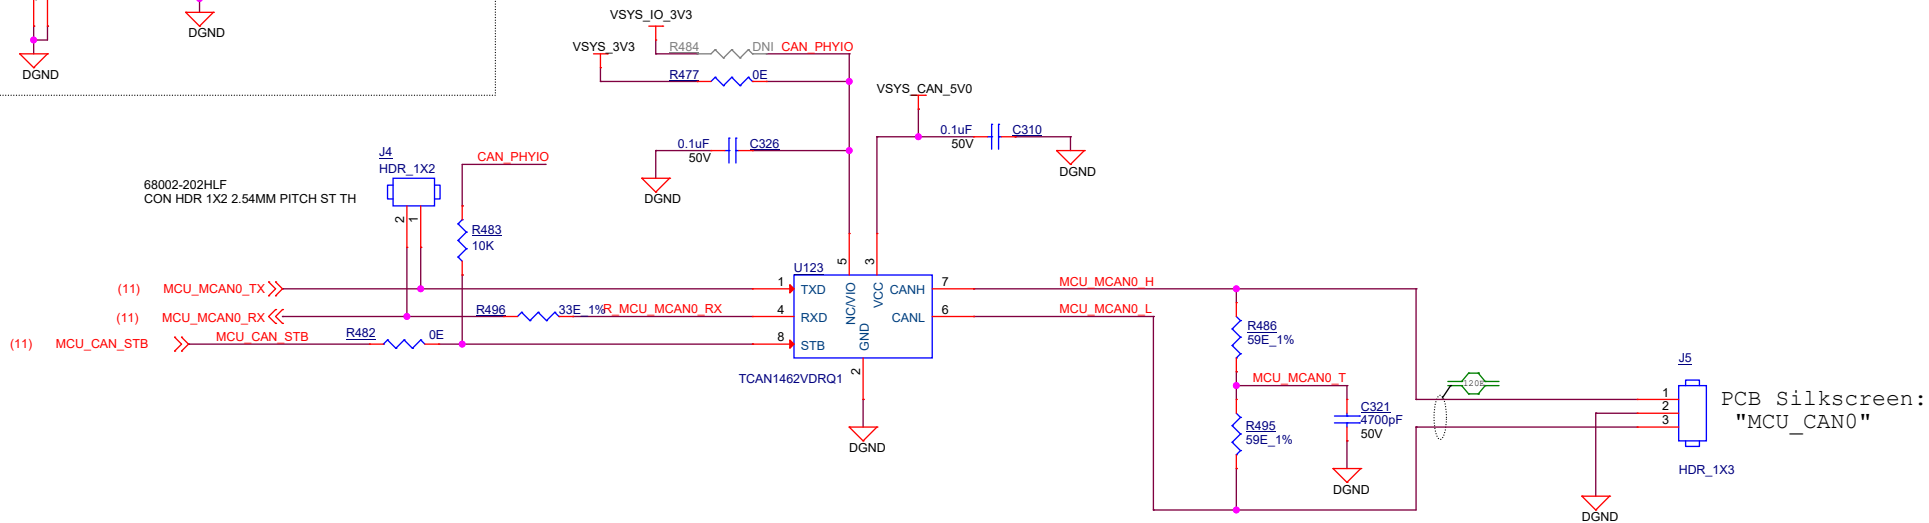 DGND
DGND
VSYS_IO_3V3
VSYS_3V3
R484
DNI
CAN_PHYIO
R477
0E
VSYS_CAN_5V0
0.1uF
50V
C326
0.1uF
50V
C310
DGND
DGND
J4
HDR_1X2
68002-202HLF
CON HDR 1X2 2.54MM PITCH ST TH
2
1
CAN_PHYIO
R483
10K
U123
5
3
(11)
MCU_MCAN0_TX
1
TXD
NC/VIO
VCC
CANH
7
MCU_MCAN0_H
(11)
MCU_MCAN0_RX
R496
33E_1%
R_MCU_MCAN0_RX
4
RXD
CANL
6
MCU_MCAN0_L
(11)
MCU_CAN_STB
MCU_CAN_STB
R482
0E
8
STB
GND
2
TCAN1462VDRQ1
DGND
R486
59E_1%
MCU_MCAN0_T
R495
59E_1%
C321
4700pF
50V
DGND
120E
J5
1
2
3
HDR_1X3
PCB Silkscreen:
"MCU_CAN0"
DGND